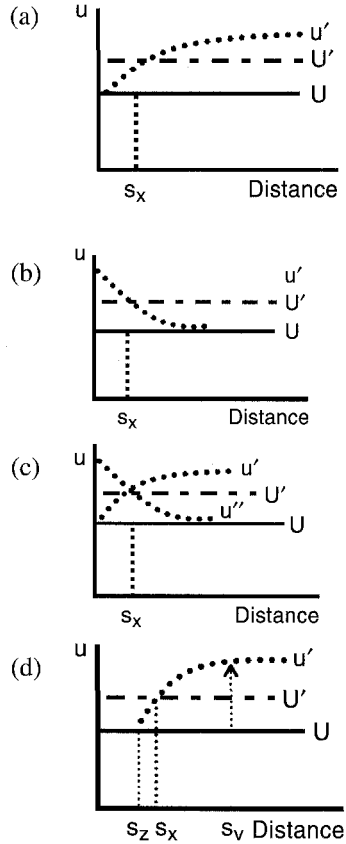 (a)
u
u′
U′
U
sx Distance
(b)
u
u′
U′
U
sx Distance
(c)
u
u′
U′
u″
U
sx Distance
(d)
u
u′
U′
U
sz sx sv Distance